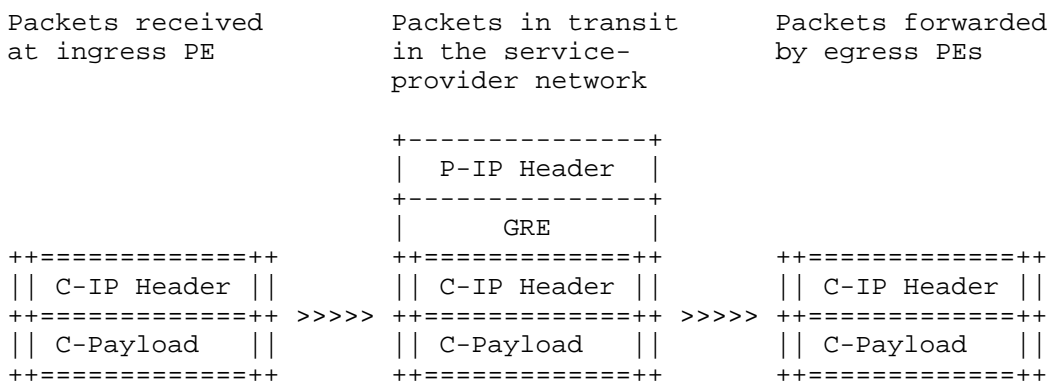 Packets received Packets in transit Packets forwarded
at ingress PE in the service- by egress PEs
provider network
+---------------+
| P-IP Header |
+---------------+
| GRE |
++=============++ ++=============++ ++=============++
|| C-IP Header || || C-IP Header || || C-IP Header ||
++=============++ >>>>> ++=============++ >>>>> ++=============++
|| C-Payload || || C-Payload || || C-Payload ||
++=============++ ++=============++ ++=============++